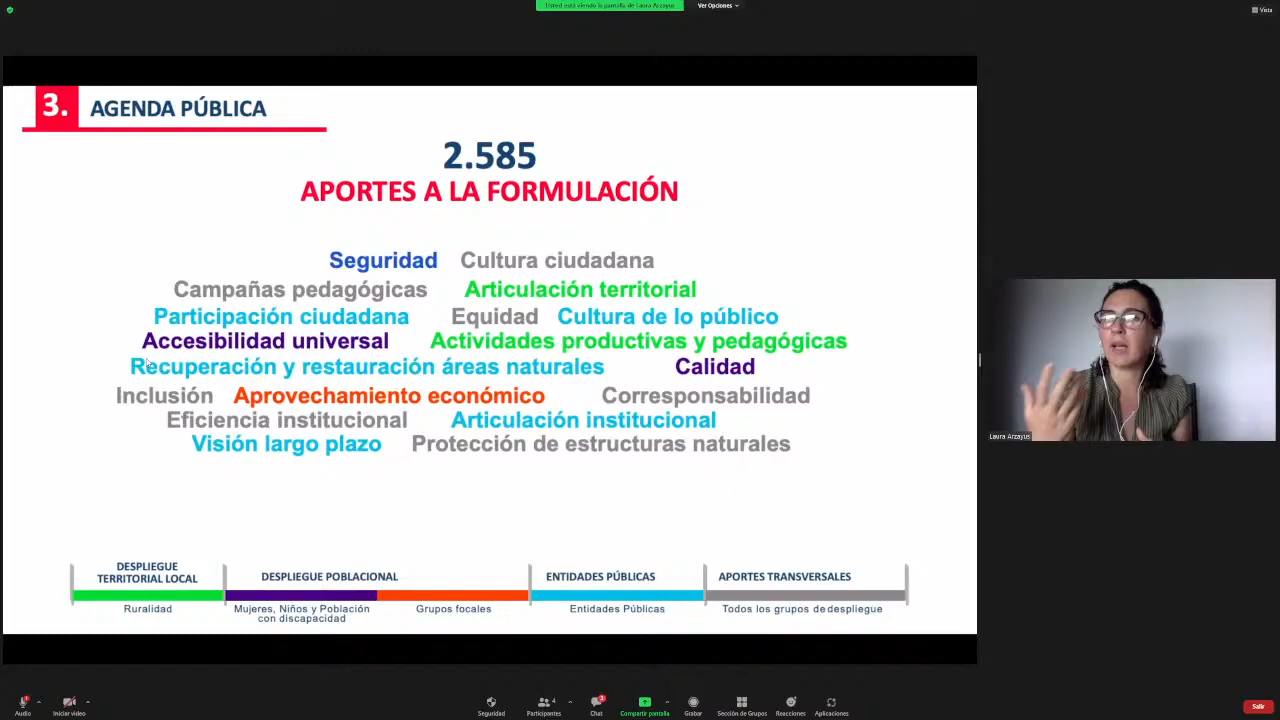 Usted está viendo la pantalla de Laura Arzayus
Ver Opciones
Vista
3. AGENDA PÚBLICA
2.585
APORTES A LA FORMULACIÓN
Seguridad Cultura ciudadana
Campañas pedagógicas Articulación territorial
Participación ciudadana Equidad Cultura de lo público
Accesibilidad universal Actividades productivas y pedagógicas
Recuperación y restauración áreas naturales Calidad
Inclusión Aprovechamiento económico Corresponsabilidad
Eficiencia institucional Articulación institucional
Visión largo plazo Protección de estructuras naturales
Laura Arzayus
DESPLIEGUE
TERRITORIAL LOCAL
DESPLIEGUE POBLACIONAL
ENTIDADES PÚBLICAS
APORTES TRANSVERSALES
Ruralidad
Mujeres, Niños y Población
con discapacidad
Grupos focales
Entidades Públicas
Todos los grupos de despliegue
Audio
Iniciar video
Seguridad
Participantes
4
Chat
3
Compartir pantalla
Grabar
Sección de Grupos
Reacciones
Aplicaciones
Salir